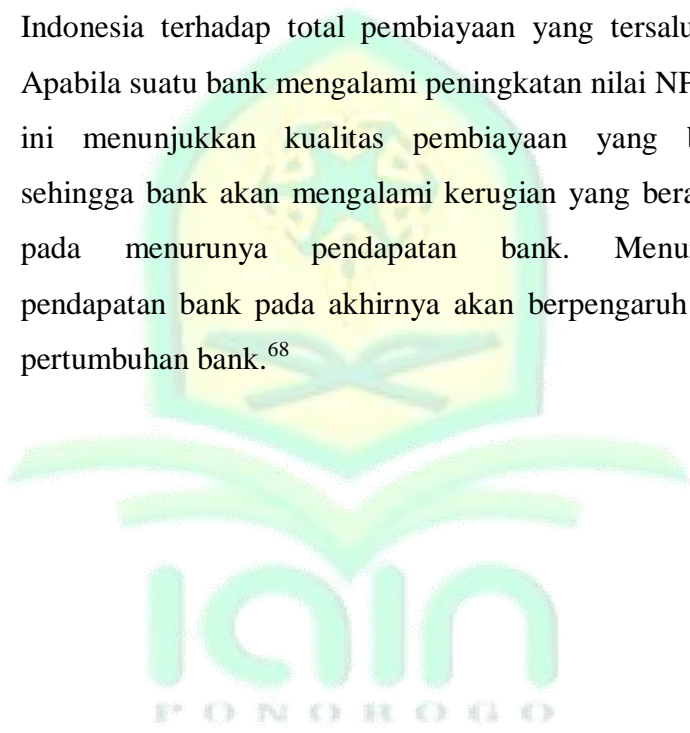 Indonesia terhadap total pembiayaan yang
Apabila suatu bank mengalami peningkatan nilai
ini menunjukkan kualitas pembiayaan yang
sehingga bank akan mengalami kerugian yang
pada menurunya pendapatan bank.
pendapatan bank pada akhirnya akan berpengaruh
pertumbuhan bank.68
iain
PONOROGO